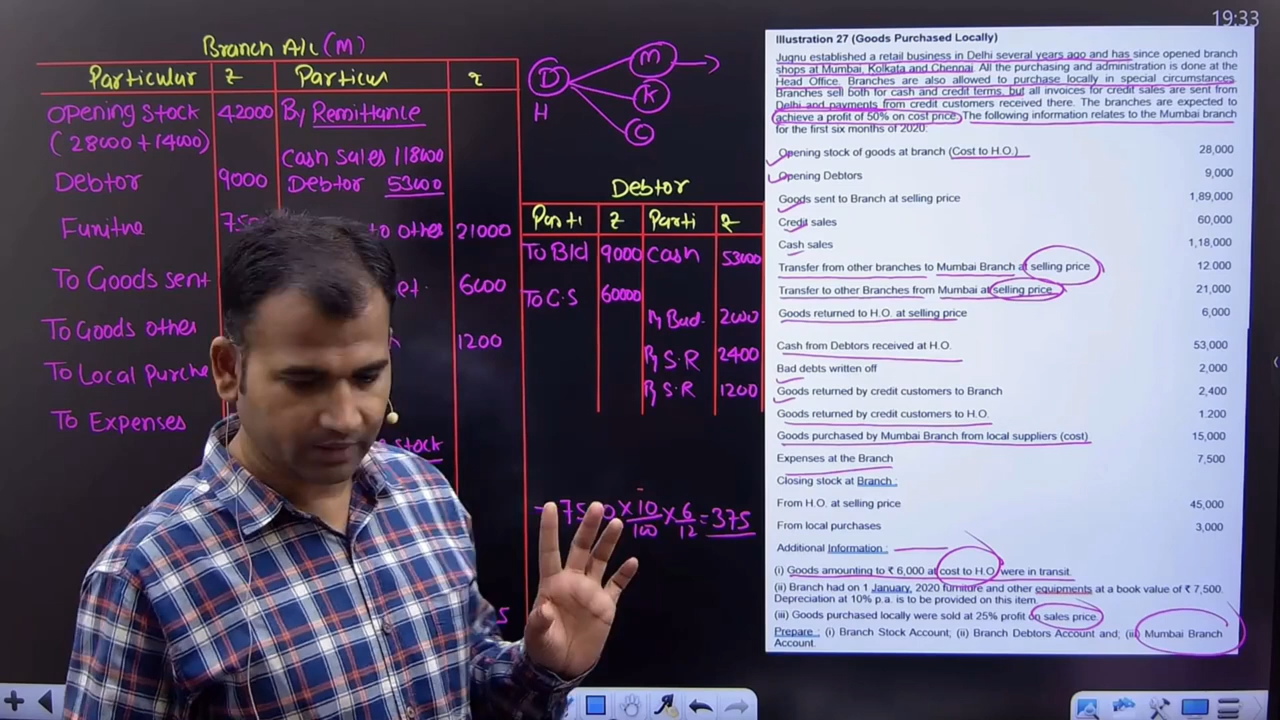 19:33
Branch A/c (M)
Particular ₹ Particus ₹
Opening Stock 42000 By Remittance
(28000 + 14000)
Cash Sales 118000
Debtor 9000 Debtor 53000
to other 21000
To Goods sent 6000
To Goods other 1200
To Local Purche
To Expenses
Stock
D
H
M
K
C
Debtor
Parti ₹ Parti ₹
To Bld 9000 Cash 53000
To C.S 60000
By Bad. 2000
By S.R 2400
By S.R 1200
10/100 × 6/12 = 375
Illustration 27 (Goods Purchased Locally)
Jugnu established a retail business in Delhi several years ago and has since opened branch
shops at Mumbai, Kolkata and Chennai. All the purchasing and administration is done at the
Head Office. Branches are also allowed to purchase locally in special circumstances.
Branches sell both for cash and credit terms, but all invoices for credit sales are sent from
Delhi and payments from credit customers received there. The branches are expected to
achieve a profit of 50% on cost price. The following information relates to the Mumbai branch
for the first six months of 2020:
Opening stock of goods at branch (Cost to H.O.) 28,000
Opening Debtors 9,000
Goods sent to Branch at selling price 1,89,000
Credit sales 60,000
Cash sales 1,18,000
Transfer from other branches to Mumbai Branch at selling price 12.000
Transfer to other Branches from Mumbai at selling price 21,000
Goods returned to H.O. at selling price 6,000
Cash from Debtors received at H.O. 53,000
Bad debts written off 2,000
Goods returned by credit customers to Branch 2,400
Goods returned by credit customers to H.O. 1.200
Goods purchased by Mumbai Branch from local suppliers (cost) 15,000
Expenses at the Branch 7,500
Closing stock at Branch :
From H.O. at selling price 45,000
From local purchases 3,000
Additional Information :
(i) Goods amounting to ₹ 6,000 at cost to H.O. were in transit.
(ii) Branch had on 1 January, 2020 furniture and other equipments at a book value of ₹ 7,500.
Depreciation at 10% p.a. is to be provided on this item.
(iii) Goods purchased locally were sold at 25% profit on sales price.
Prepare : (i) Branch Stock Account; (ii) Branch Debtors Account and; (iii) Mumbai Branch
Account.